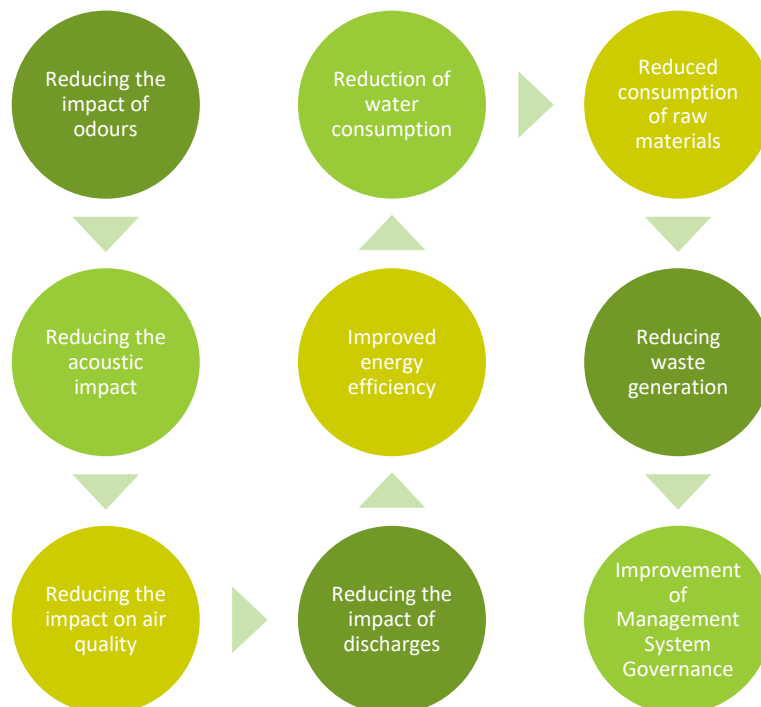 Reducing the
impact of
odours
Reducing the
acoustic
impact
Reducing the
impact on air
quality
Reducing the
impact of
discharges
Improved
energy
efficiency
Reduction of
water
consumption
Reduced
consumption
of raw
materials
Reducing
waste
generation
Improvement
of
Management
System
Governance